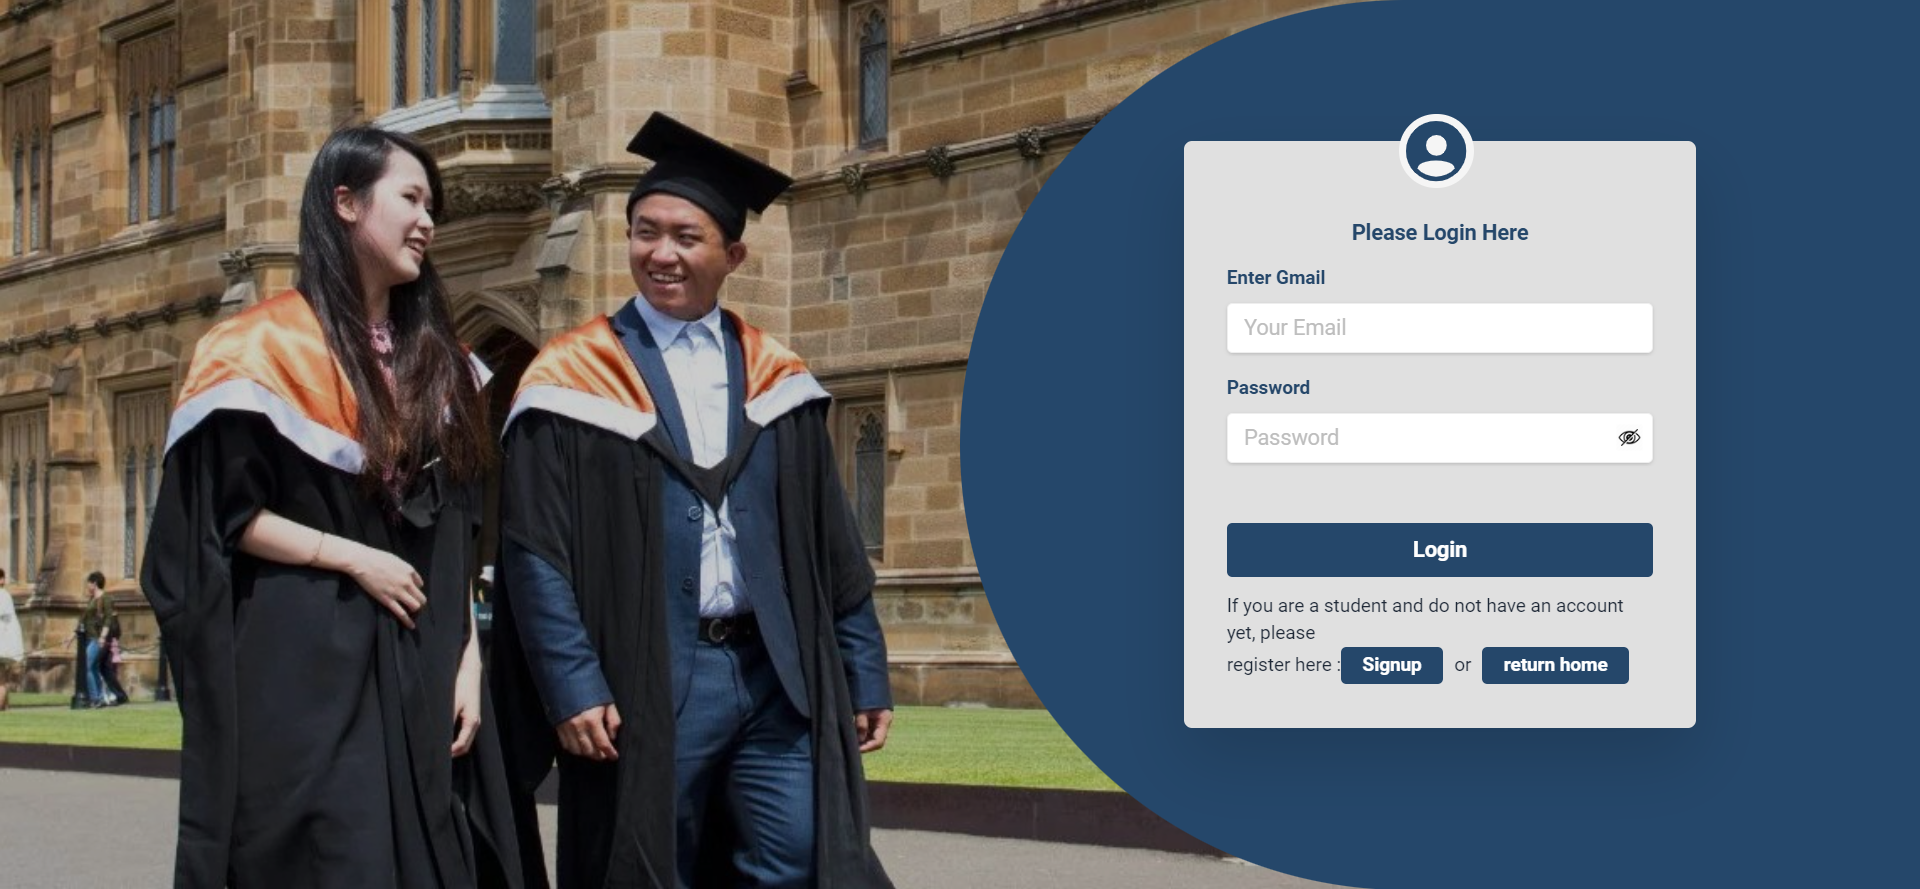 Please Login Here
Enter Gmail
Your Email
Password
Password
Login
If you are a student and do not have an account
yet, please
register here : Signup or return home